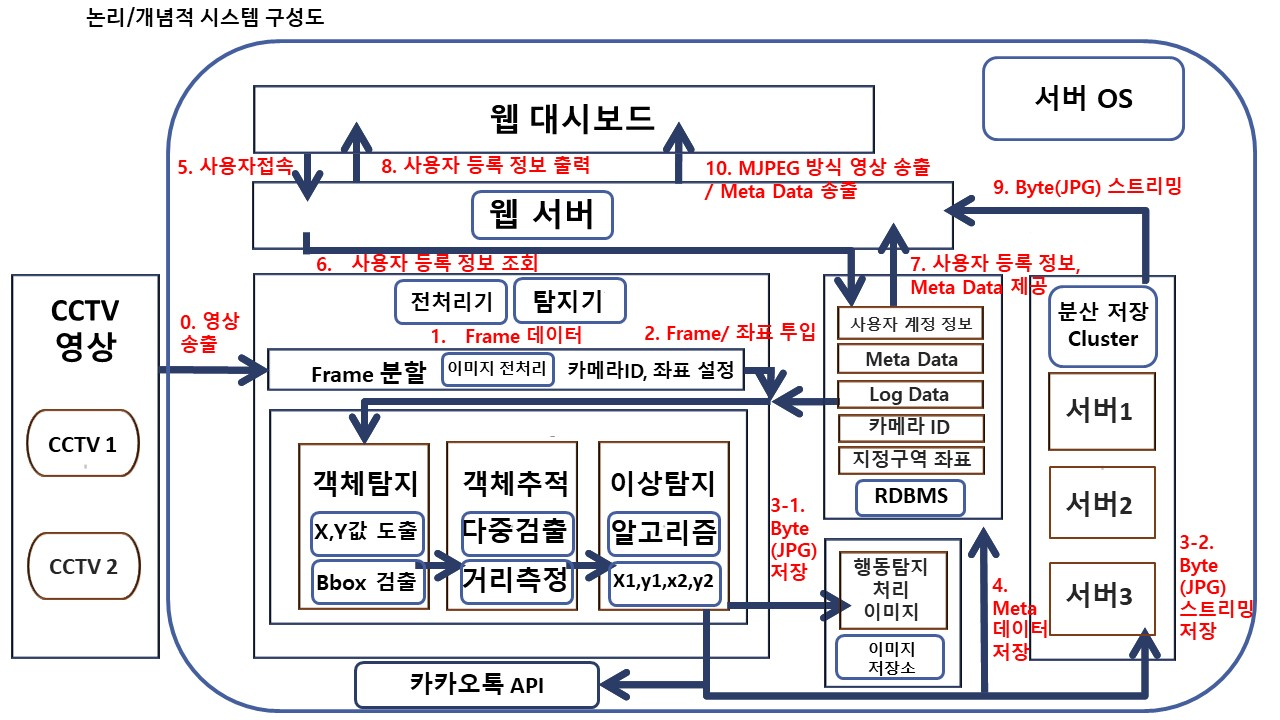 논리/개념적 시스템 구성도
서버 OS
웹 대시보드
5. 사용자접속
8. 사용자 등록 정보 출력
10. MJPEG 방식 영상 송출
/ Meta Data 송출
9. Byte(JPG) 스트리밍
웹 서버
6. 사용자 등록 정보 조회
7. 사용자 등록 정보,
Meta Data 제공
CCTV
영상
0. 영상
송출
CCTV 1
CCTV 2
전처리기
탐지기
1. Frame 데이터
2. Frame/ 좌표 투입
Frame 분할
이미지 전처리
카메라ID, 좌표 설정
객체탐지
X,Y값 도출
Bbox 검출
객체추적
다중검출
거리측정
이상탐지
알고리즘
X1,y1,x2,y2
사용자 계정 정보
Meta Data
Log Data
카메라 ID
지정구역 좌표
RDBMS
3-1.
Byte
(JPG)
저장
행동탐지
처리
이미지
이미지
저장소
4.
Meta
데이터
저장
분산 저장
Cluster
서버1
서버2
서버3
3-2.
Byte
(JPG)
스트리밍
저장
카카오톡 API